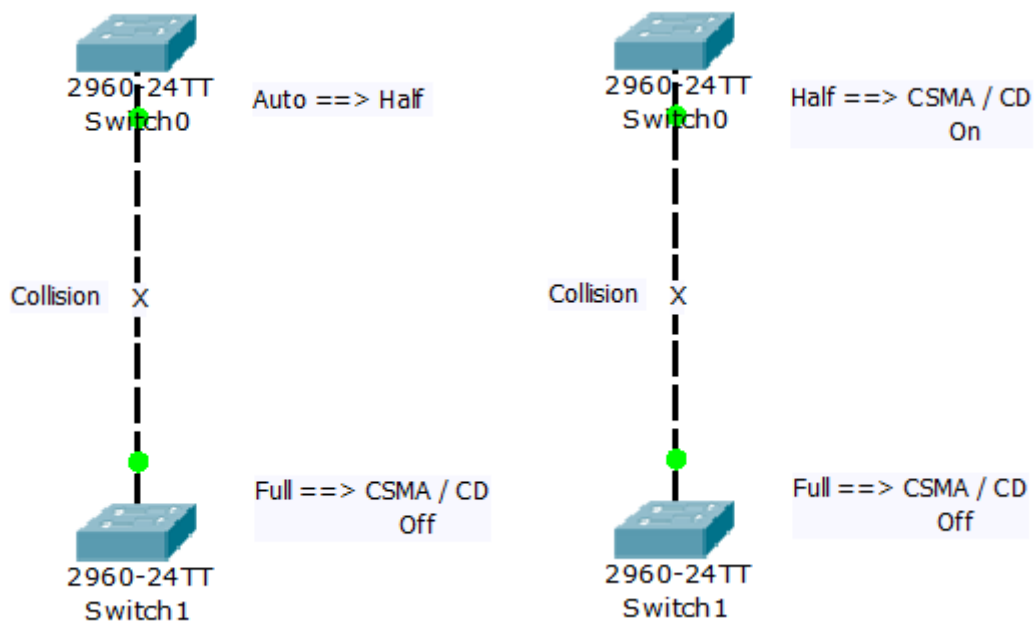 2960-24TT
Switch0
Auto ==> Half
Collision X
Full ==> CSMA / CD
Off
2960-24TT
Switch1
2960-24TT
Switch0
Half ==> CSMA / CD
On
Collision X
Full ==> CSMA / CD
Off
2960-24TT
Switch1